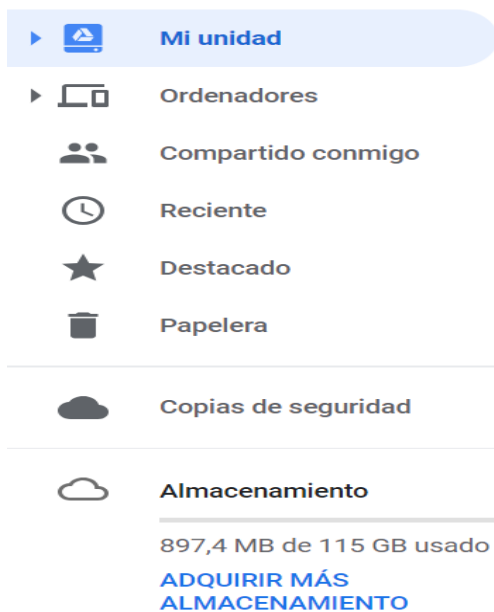 Mi unidad
Ordenadores
Compartido conmigo
Reciente
Destacado
Papelera
Copias de seguridad
Almacenamiento
897,4 MB de 115 GB usado
ADQUIRIR MÁS
ALMACENAMIENTO